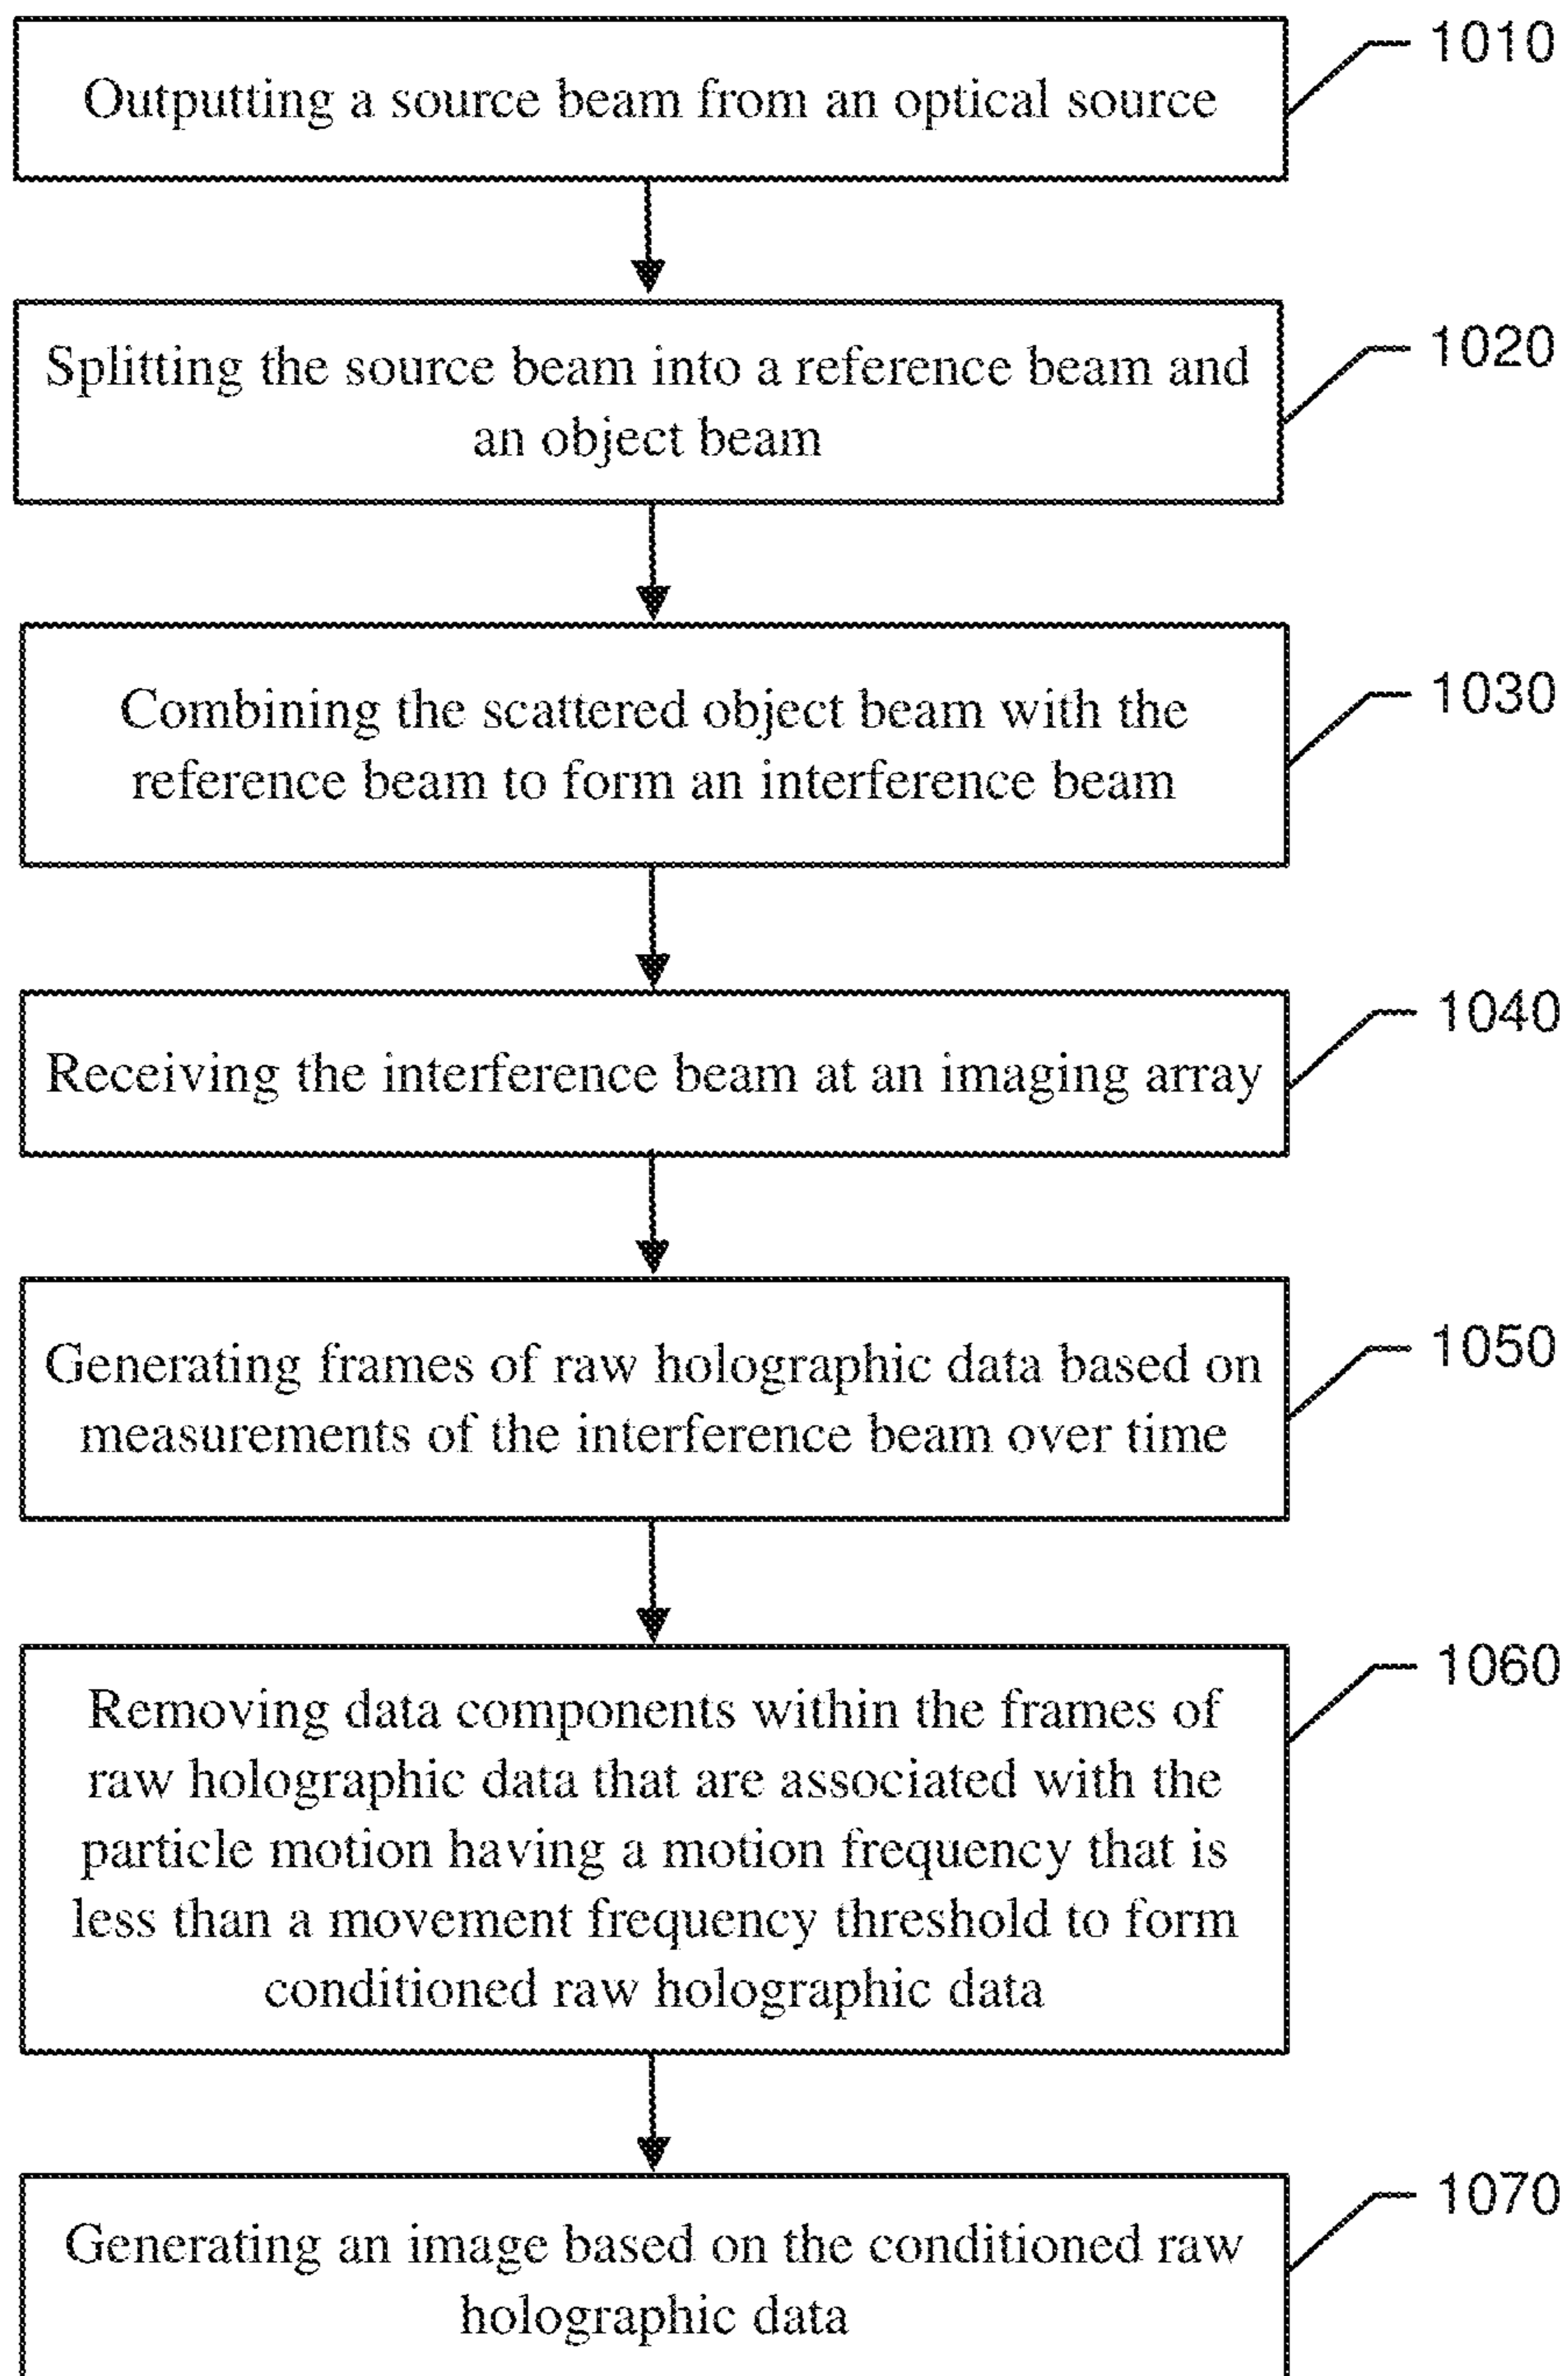 1010
Outputting a source beam from an optical source
1020
Splitting the source beam into a reference beam and
an object beam
1030
Combining the scattered object beam with the
reference beam to form an interference beam
1040
Receiving the interference beam at an imaging array
1050
Generating frames of raw holographic data based on
measurements of the interference beam over time
1060
Removing data components within the frames of
raw holographic data that are associated with the
particle motion having a motion frequency that is
less than a movement frequency threshold to form
conditioned raw holographic data
1070
Generating an image based on the conditioned raw
holographic data